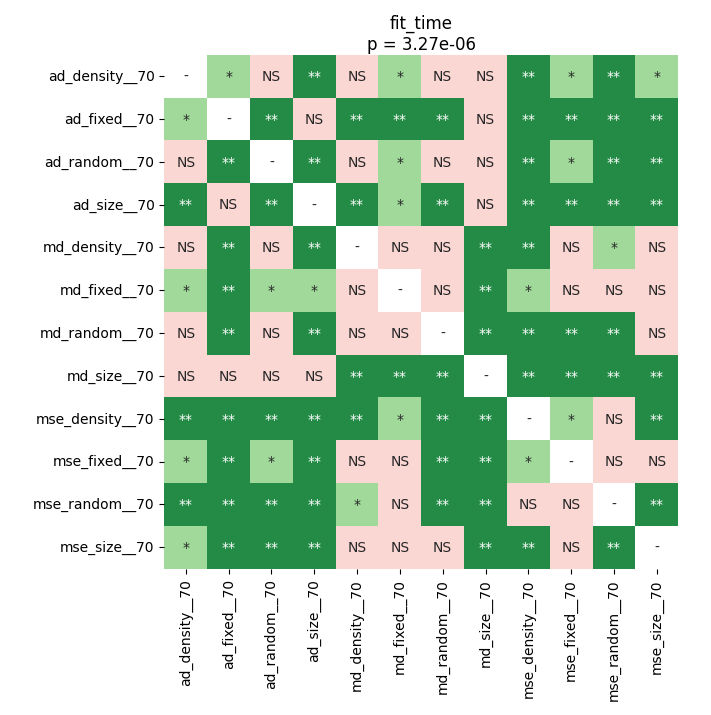 fit_time
p = 3.27e-06
ad_density__70 - * NS ** NS * NS NS ** * ** *
ad_fixed__70 * - ** NS ** ** ** NS ** ** ** **
ad_random__70 NS ** - ** NS * NS NS ** * ** **
ad_size__70 ** NS ** - ** * ** NS ** ** ** **
md_density__70 NS ** NS ** - NS NS ** ** NS * NS
md_fixed__70 * ** * * NS - NS ** * NS NS NS
md_random__70 NS ** NS ** NS NS - ** ** ** ** NS
md_size__70 NS NS NS NS ** ** ** - ** ** ** **
mse_density__70 ** ** ** ** ** * ** ** - * NS **
mse_fixed__70 * ** * ** NS NS ** ** * - NS NS
mse_random__70 ** ** ** ** * NS ** ** NS NS - **
mse_size__70 * ** ** ** NS NS NS ** ** NS ** -
ad_density__70
ad_fixed__70
ad_random__70
ad_size__70
md_density__70
md_fixed__70
md_random__70
md_size__70
mse_density__70
mse_fixed__70
mse_random__70
mse_size__70